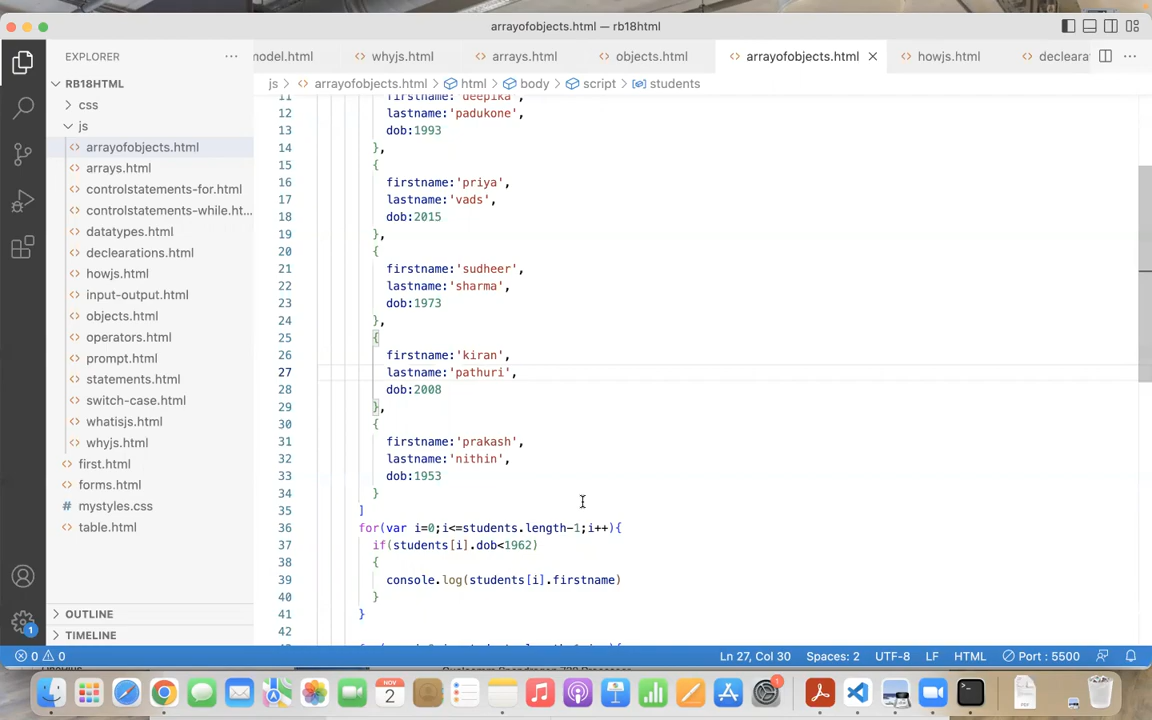 arrayofobjects.html — rb18html
EXPLORER
model.html
whyjs.html
arrays.html
objects.html
arrayofobjects.html
howjs.html
declearat
js > arrayofobjects.html > html > body > script > students
RB18HTML
css
js
arrayofobjects.html
arrays.html
controlstatements-for.html
controlstatements-while.ht...
datatypes.html
declearations.html
howjs.html
input-output.html
objects.html
operators.html
prompt.html
statements.html
switch-case.html
whatisjs.html
whyjs.html
first.html
forms.html
# mystyles.css
table.html
OUTLINE
TIMELINE
11 firstname:'deepika',
12 lastname:'padukone',
13 dob:1993
14 },
15 {
16 firstname:'priya',
17 lastname:'vads',
18 dob:2015
19 },
20 {
21 firstname:'sudheer',
22 lastname:'sharma',
23 dob:1973
24 },
25 {
26 firstname:'kiran',
27 lastname:'pathuri',
28 dob:2008
29 },
30 {
31 firstname:'prakash',
32 lastname:'nithin',
33 dob:1953
34 }
35 ]
36 for(var i=0;i<=students.length-1;i++){
37 if(students[i].dob<1962)
38 {
39 console.log(students[i].firstname)
40 }
41 }
42
1
0 0
Ln 27, Col 30
Spaces: 2
UTF-8
LF
HTML
Port : 5500
NOV
2
1